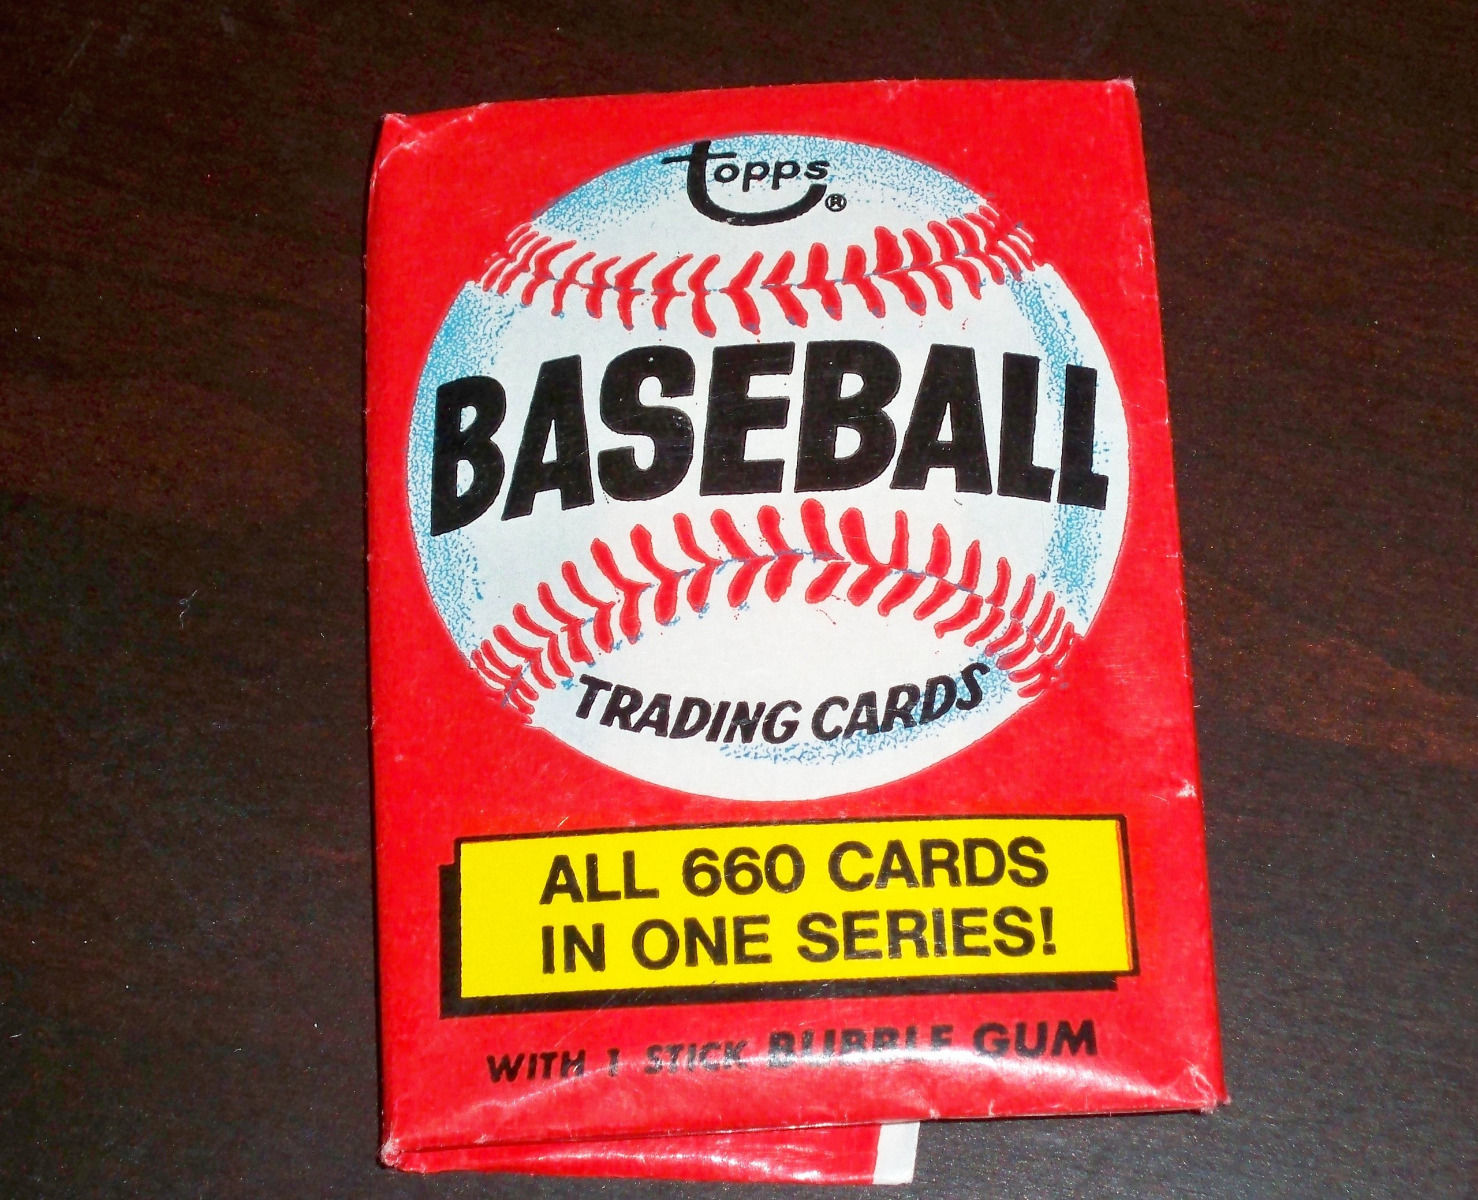 topps®
BASEBALL
TRADING CARDS
ALL 660 CARDS
IN ONE SERIES!
WITH 1 STICK BUBBLE GUM